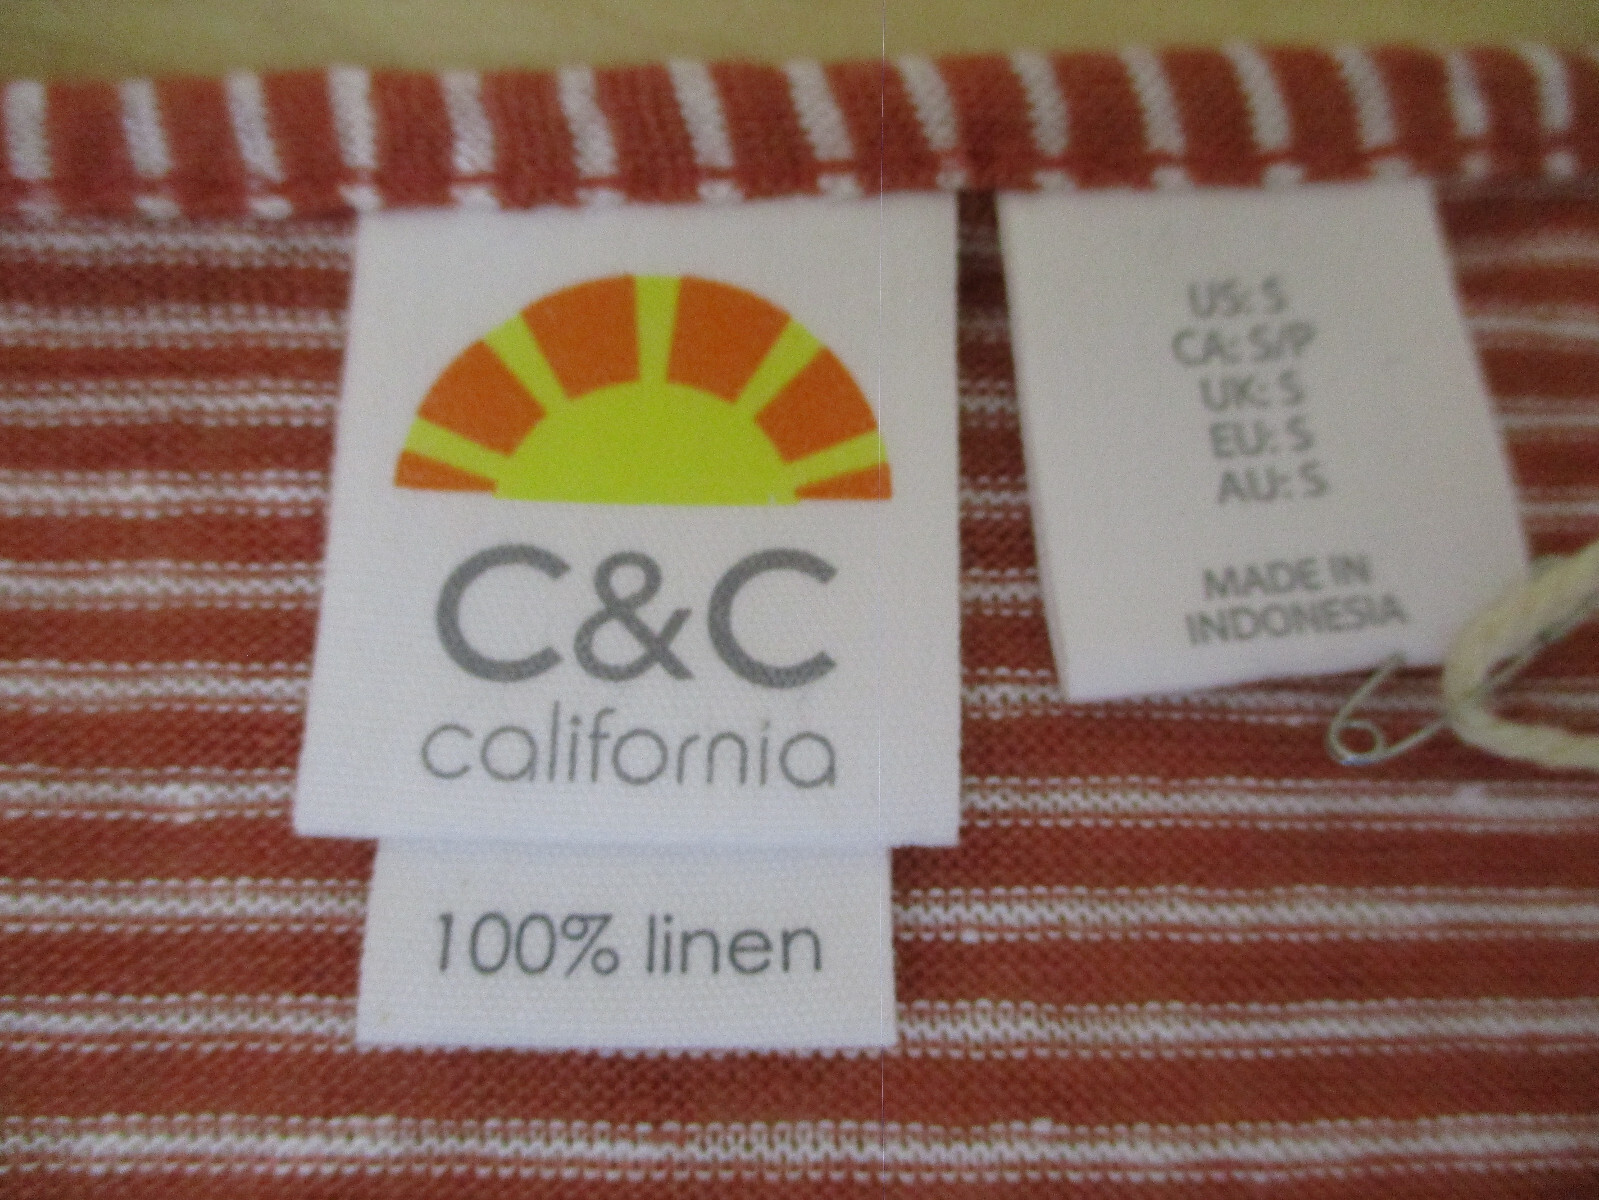 C&C
california
100% linen
US: S
CA: S/P
UK: S
EU: S
AU: S
MADE IN
INDONESIA